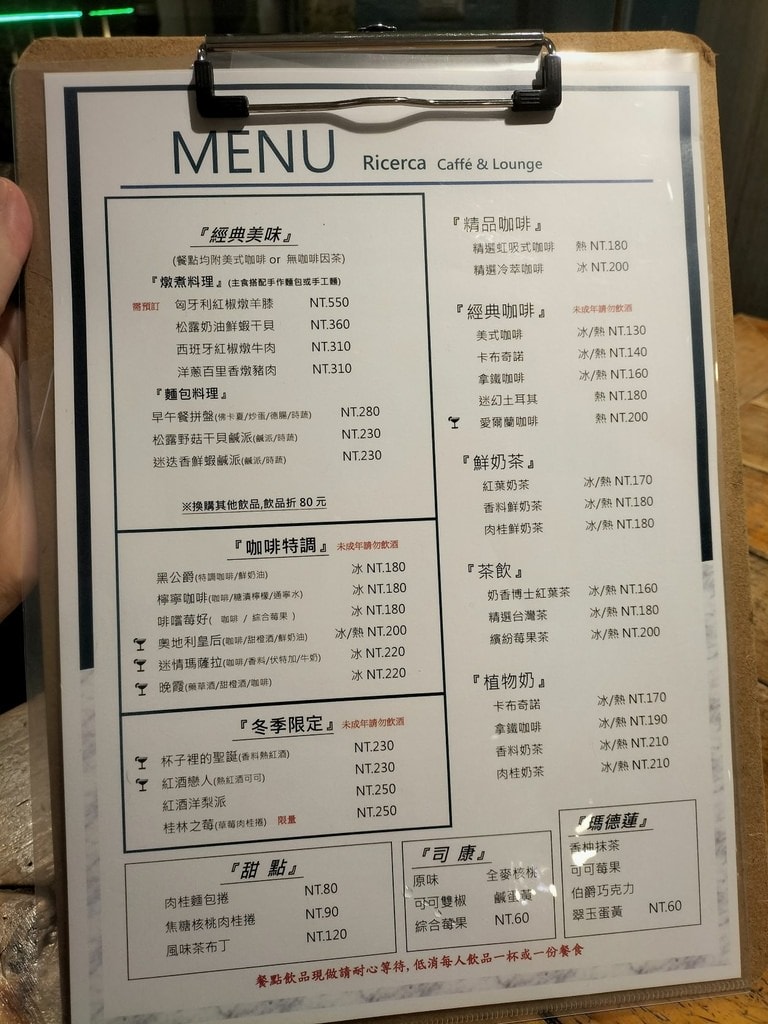 MENU Ricerca Caffé & Lounge
『經典美味』
(餐點均附美式咖啡 or 無咖啡因茶)
『燉煮料理』(主食搭配手作麵包或手工麵)
需預訂 匈牙利紅椒燉羊膝 NT.550
松露奶油鮮蝦干貝 NT.360
西班牙紅椒燉牛肉 NT.310
洋蔥百里香燉豬肉 NT.310
『麵包料理』
早午餐拼盤(佛卡夏/炒蛋/德腸/時蔬) NT.280
松露野菇干貝鹹派(鹹派/時蔬) NT.230
迷迭香鮮蝦鹹派(鹹派/時蔬) NT.230
※換購其他飲品,飲品折 80 元
『咖啡特調』 未成年請勿飲酒
黑公爵(特調咖啡/鮮奶油) 冰 NT.180
檸寧咖啡(咖啡/糖漬檸檬/通寧水) 冰 NT.180
啡嚐莓好( 咖啡 / 綜合莓果 ) 冰 NT.180
奧地利皇后(咖啡/甜橙酒/鮮奶油) 冰/熱 NT.200
迷情瑪薩拉(咖啡/香料/伏特加/牛奶) 冰 NT.220
晚霞(藥草酒/甜橙酒/咖啡) 冰 NT.220
『冬季限定』 未成年請勿飲酒
杯子裡的聖誕(香料熱紅酒) NT.230
紅酒戀人(熱紅酒可可) NT.230
紅酒洋梨派 NT.250
桂林之莓(草莓肉桂捲) 限量 NT.250
『精品咖啡』
精選虹吸式咖啡 熱 NT.180
精選冷萃咖啡 冰 NT.200
『經典咖啡』 未成年請勿飲酒
美式咖啡 冰/熱 NT.130
卡布奇諾 冰/熱 NT.140
拿鐵咖啡 冰/熱 NT.160
迷幻土耳其 熱 NT.180
愛爾蘭咖啡 熱 NT.200
『鮮奶茶』
紅葉奶茶 冰/熱 NT.170
香料鮮奶茶 冰/熱 NT.180
肉桂鮮奶茶 冰/熱 NT.180
『茶飲』
奶香博士紅葉茶 冰/熱 NT.160
精選台灣茶 冰/熱 NT.180
繽紛莓果茶 冰/熱 NT.200
『植物奶』
卡布奇諾 冰/熱 NT.170
拿鐵咖啡 冰/熱 NT.190
香料奶茶 冰/熱 NT.210
肉桂奶茶 冰/熱 NT.210
『甜 點』
肉桂麵包捲 NT.80
焦糖核桃肉桂捲 NT.90
風味茶布丁 NT.120
『司 康』
原味 全麥核桃
可可雙椒 鹹蛋黃
綜合莓果 NT.60
『瑪德蓮』
香柚抹茶
可可莓果
伯爵巧克力
翠玉蛋黃 NT.60
餐點飲品現做請耐心等待, 低消每人飲品一杯或一份餐食